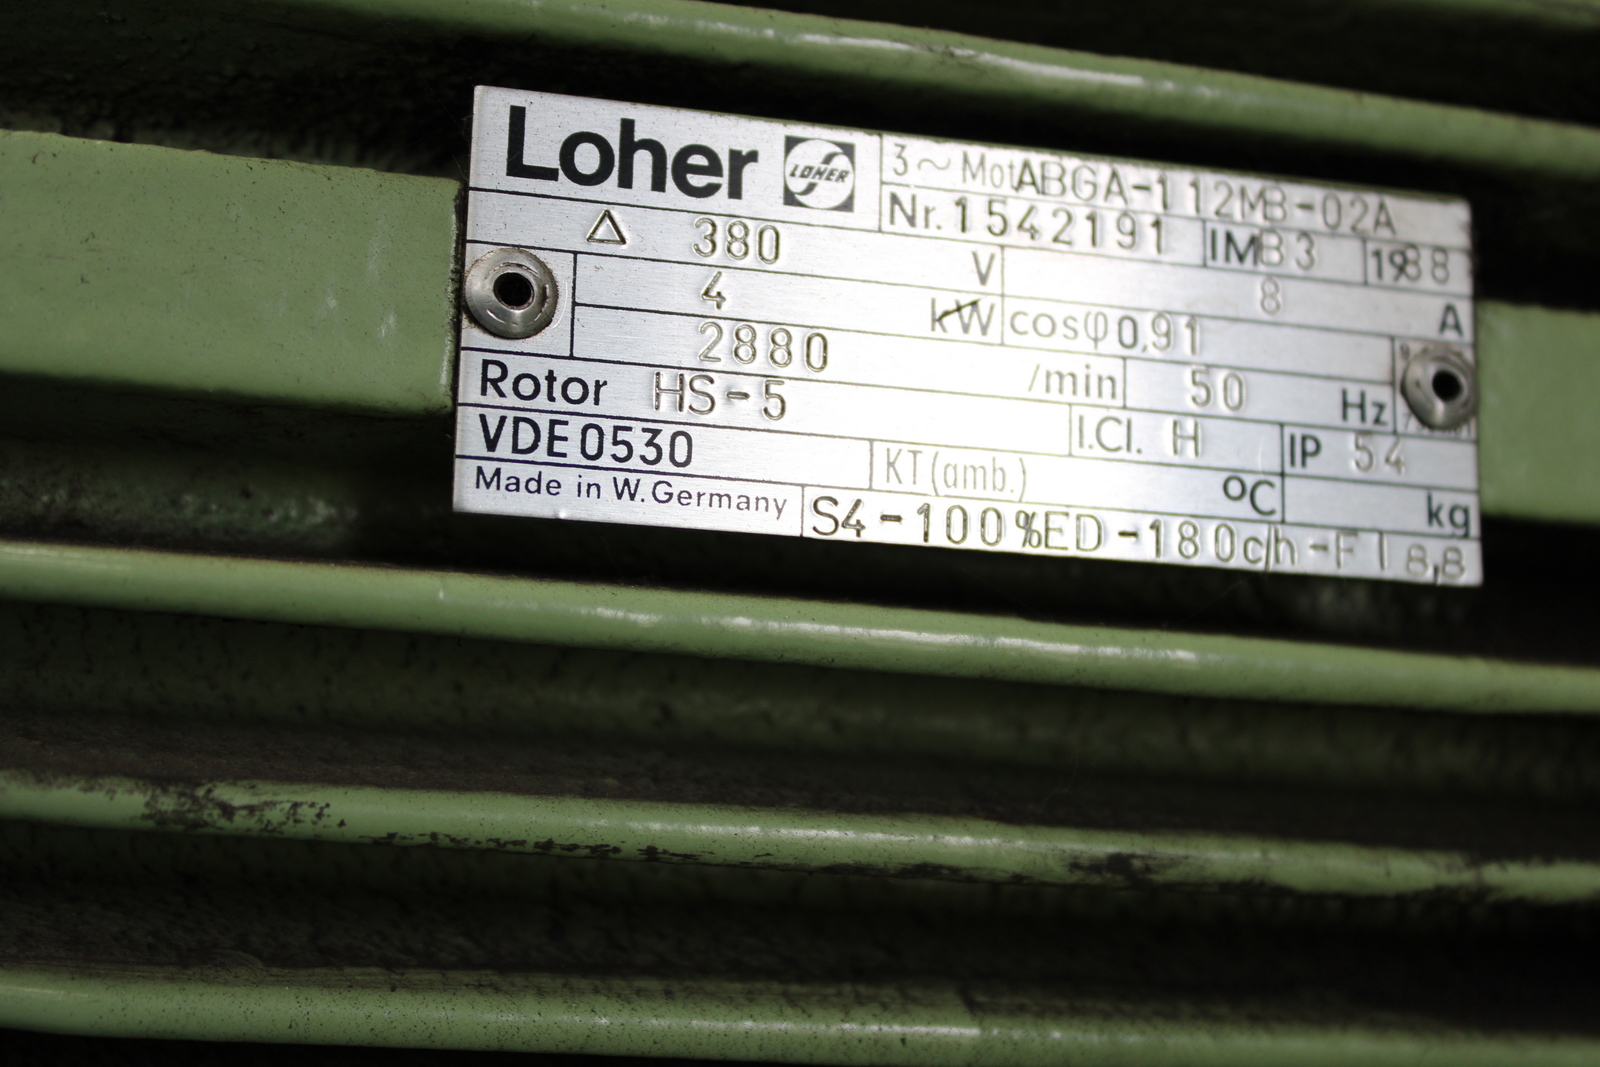 Loher LOHER 3~ Mot ABGA-112MB-02A
Nr. 1542191 IMB3 1988
△ 380 V 8 A
4 kW cosφ 0,91
2880 /min 50 Hz
Rotor HS-5 I.Cl. H IP 54
VDE 0530 KT (amb.) °C kg
Made in W. Germany S4-100%ED-180c/h-FI 8,8